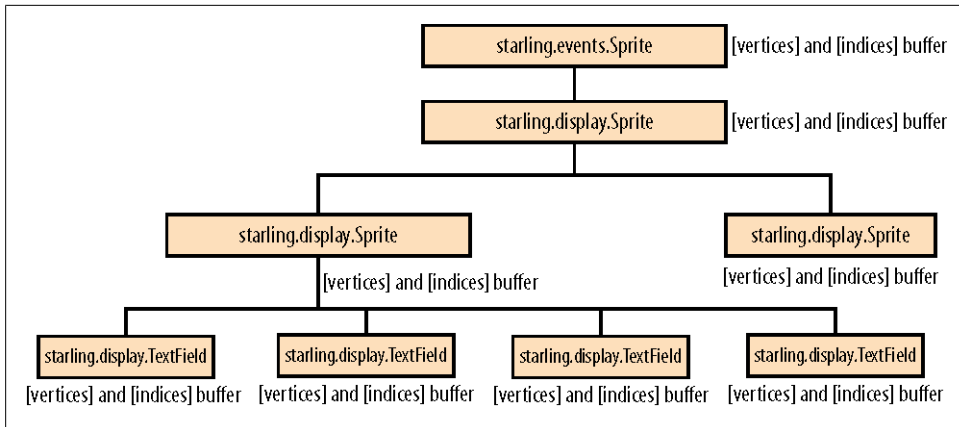 starling.events.Sprite
[vertices] and [indices] buffer
starling.display.Sprite
[vertices] and [indices] buffer
starling.display.Sprite
starling.display.Sprite
[vertices] and [indices] buffer
[vertices] and [indices] buffer
starling.display.TextField
starling.display.TextField
starling.display.TextField
starling.display.TextField
[vertices] and [indices] buffer
[vertices] and [indices] buffer
[vertices] and [indices] buffer
[vertices] and [indices] buffer